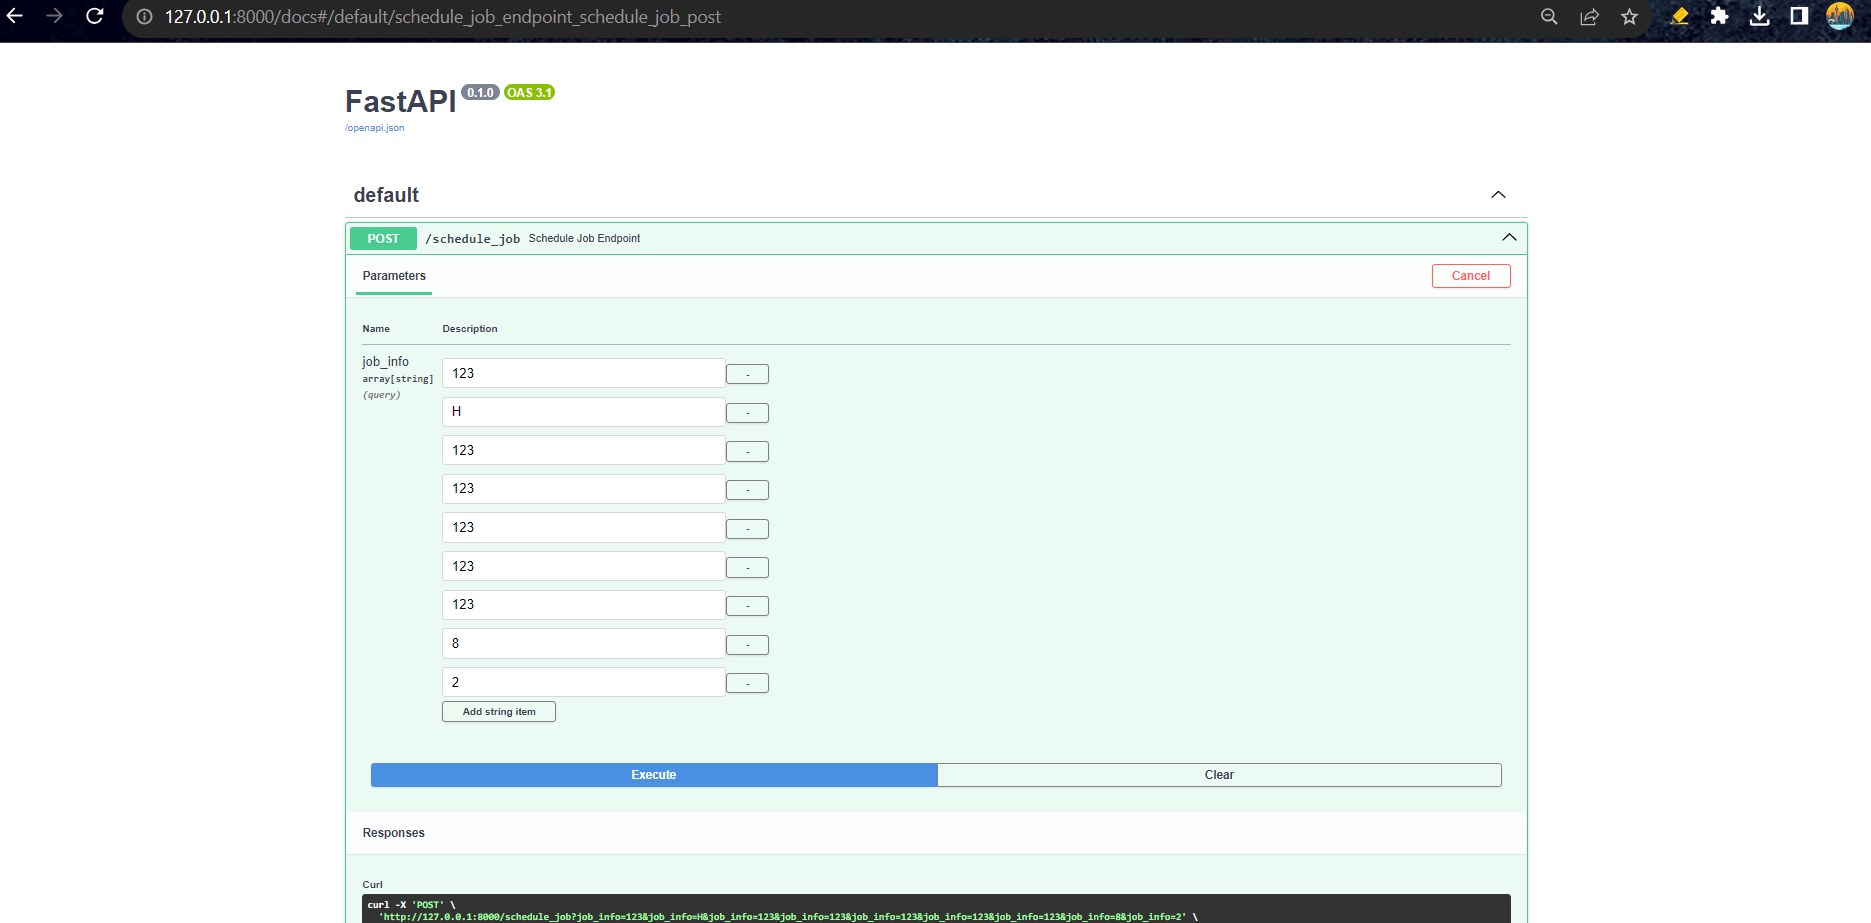 127.0.0.1:8000/docs#/default/schedule_job_endpoint_schedule_job_post
FastAPI 0.1.0 OAS 3.1
/openapi.json
default
POST /schedule_job Schedule Job Endpoint
Parameters
Cancel
Name Description
job_info
array[string]
(query)
123 -
H -
123 -
123 -
123 -
123 -
123 -
8 -
2 -
Add string item
Execute Clear
Responses
Curl
curl -X 'POST' \
'http://127.0.0.1:8000/schedule_job?job_info=123&job_info=H&job_info=123&job_info=123&job_info=123&job_info=123&job_info=123&job_info=8&job_info=2' \